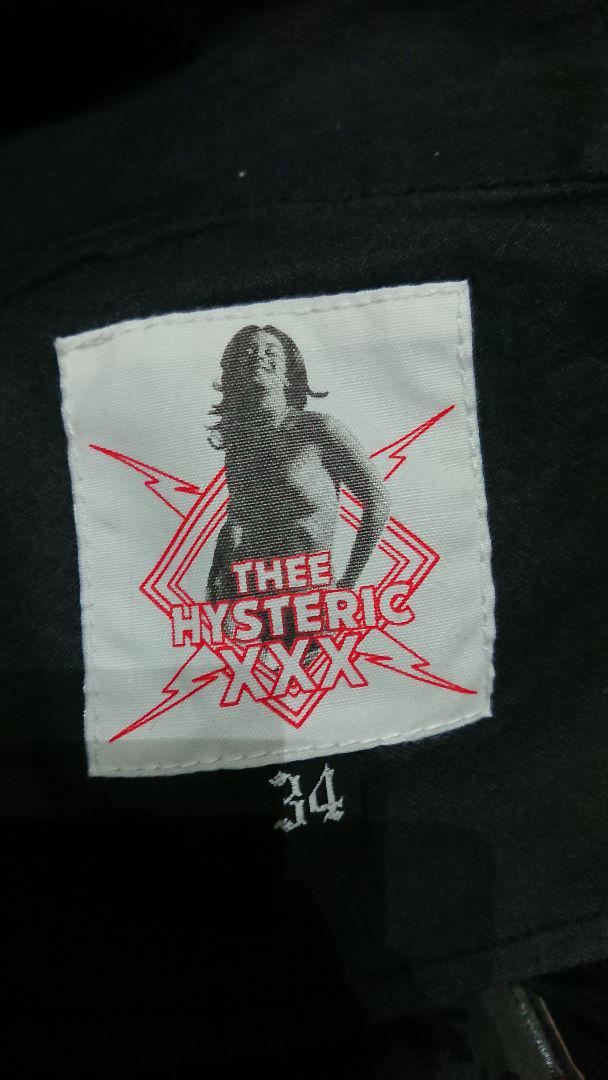 THEE
HYSTERIC
XXX
34